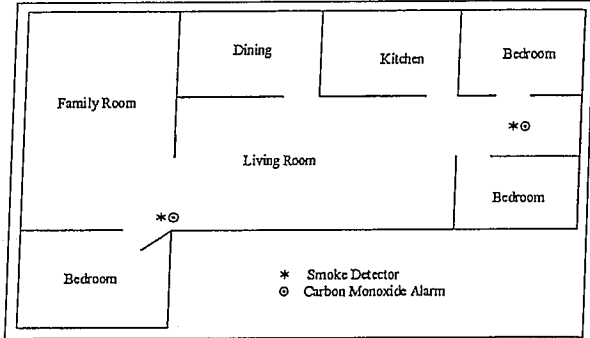 Dining
Kitchen
Bedroom
Family Room
Living Room
Bedroom
Bedroom
* Smoke Detector
⊙ Carbon Monoxide Alarm